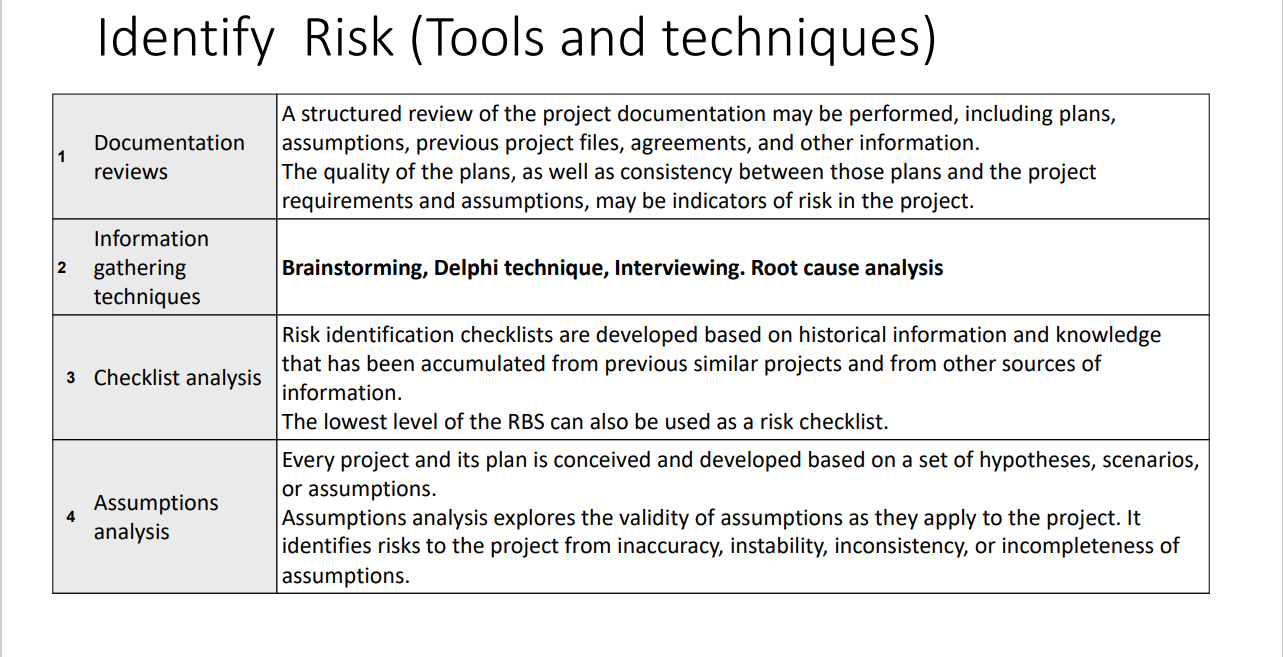 Identify Risk (Tools and techniques)
1
Documentation
reviews
A structured review of the project documentation may be performed, including plans,
assumptions, previous project files, agreements, and other information.
The quality of the plans, as well as consistency between those plans and the project
requirements and assumptions, may be indicators of risk in the project.
2
Information
gathering
techniques
Brainstorming, Delphi technique, Interviewing. Root cause analysis
3
Checklist analysis
Risk identification checklists are developed based on historical information and knowledge
that has been accumulated from previous similar projects and from other sources of
information.
The lowest level of the RBS can also be used as a risk checklist.
4
Assumptions
analysis
Every project and its plan is conceived and developed based on a set of hypotheses, scenarios,
or assumptions.
Assumptions analysis explores the validity of assumptions as they apply to the project. It
identifies risks to the project from inaccuracy, instability, inconsistency, or incompleteness of
assumptions.